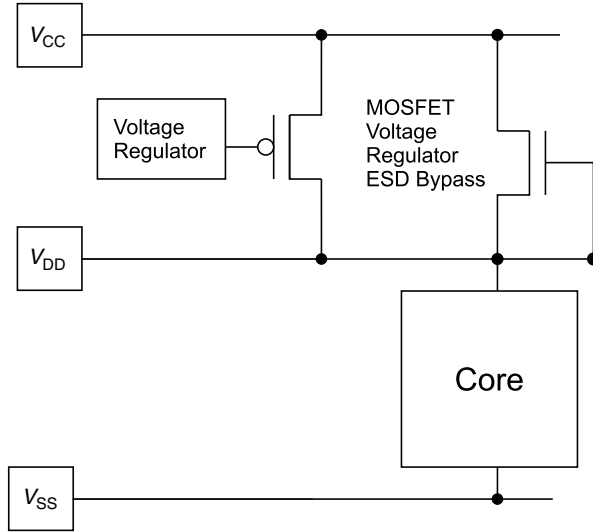 VCC
Voltage
Regulator
MOSFET
Voltage
Regulator
ESD Bypass
VDD
Core
VSS